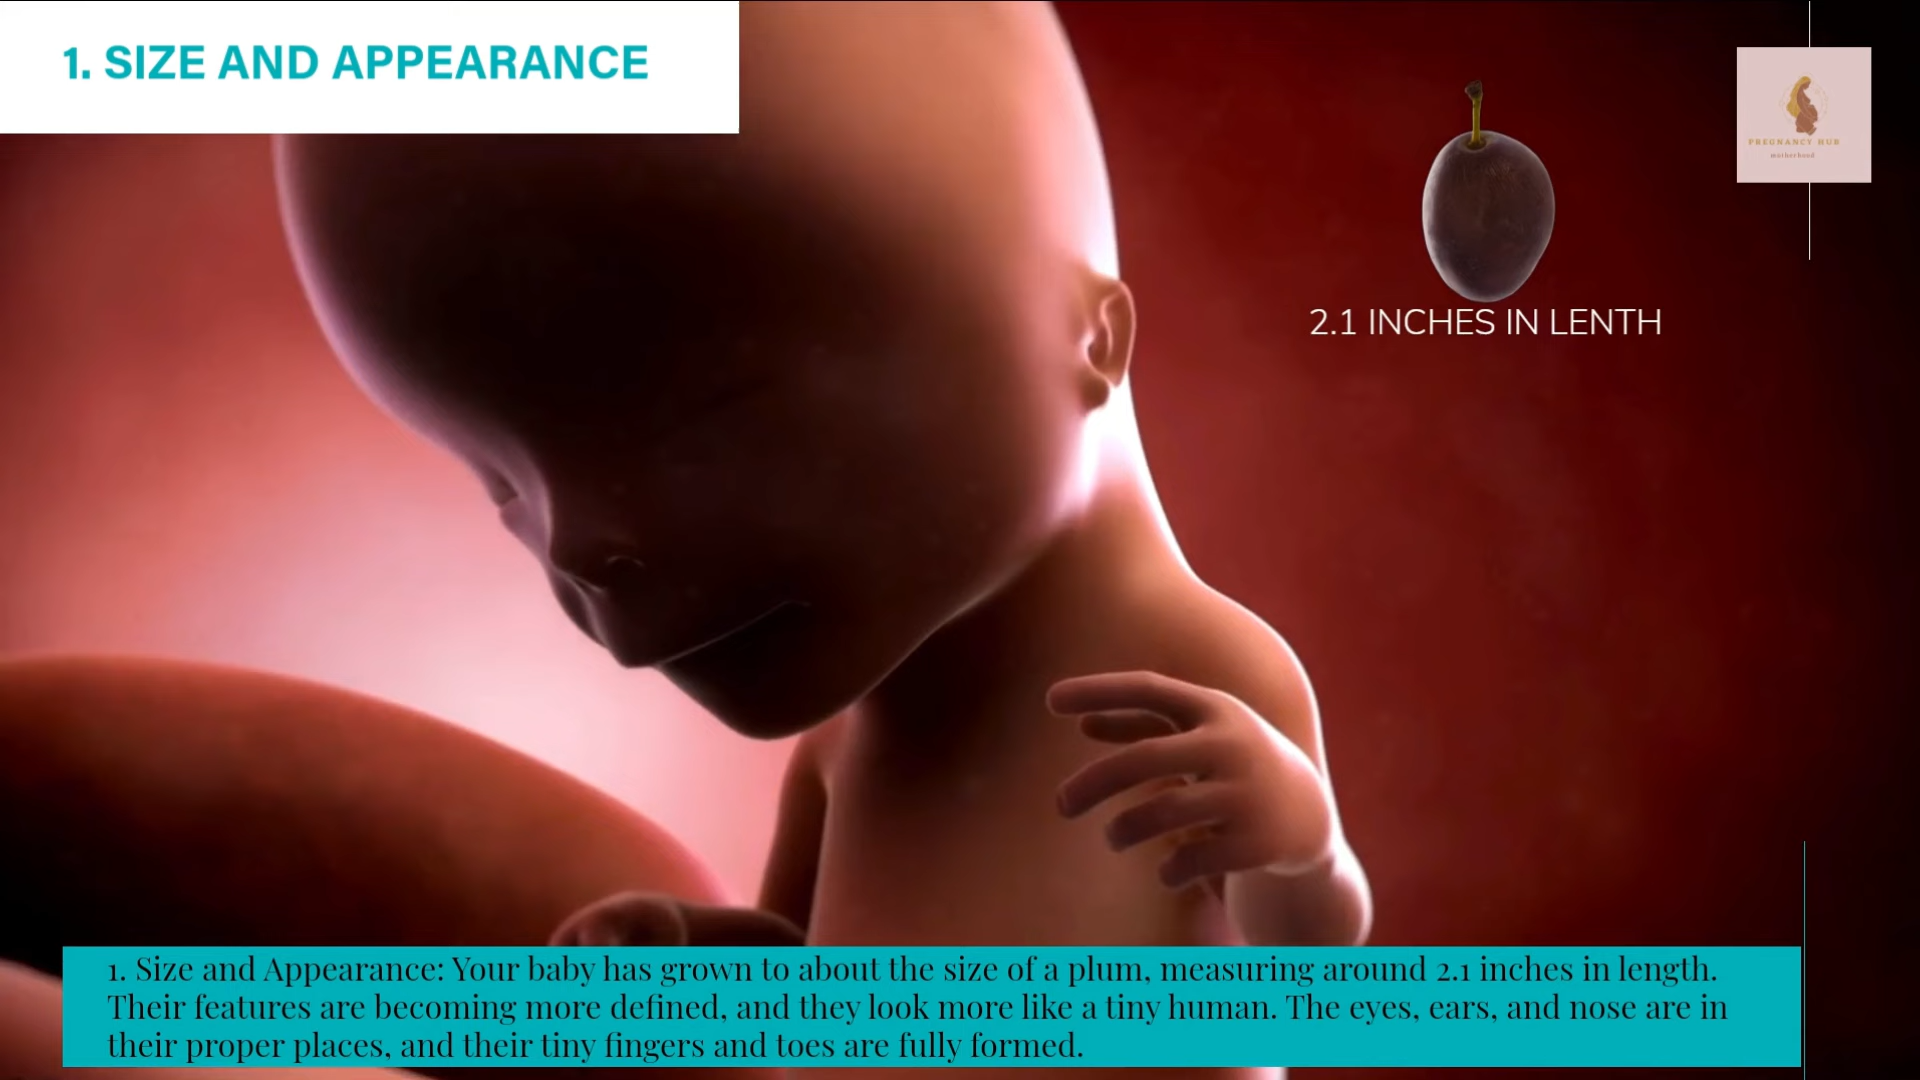 1. SIZE AND APPEARANCE
PREGNANCY HUB
motherhood
2.1 INCHES IN LENTH
1. Size and Appearance: Your baby has grown to about the size of a plum, measuring around 2.1 inches in length.
Their features are becoming more defined, and they look more like a tiny human. The eyes, ears, and nose are in
their proper places, and their tiny fingers and toes are fully formed.